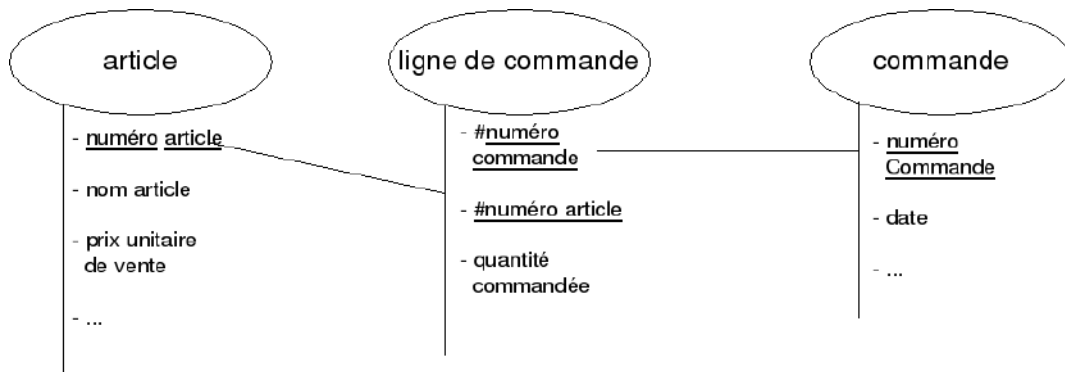 article
- numéro article
- nom article
- prix unitaire
de vente
- ...
ligne de commande
- #numéro
commande
- #numéro article
- quantité
commandée
commande
- numéro
Commande
- date
- ...